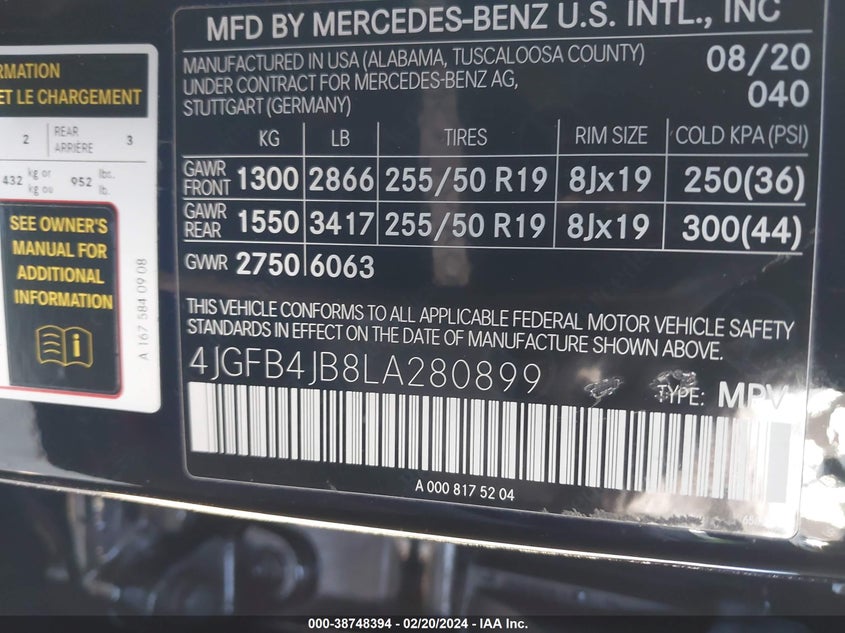 MFD BY MERCEDES-BENZ U.S. INTL., INC
MANUFACTURED IN USA (ALABAMA, TUSCALOOSA COUNTY)
UNDER CONTRACT FOR MERCEDES-BENZ AG,
STUTTGART (GERMANY)
08/20
040
KG LB TIRES RIM SIZE COLD KPA (PSI)
GAWR FRONT 1300 2866 255/50 R19 8Jx19 250(36)
GAWR REAR 1550 3417 255/50 R19 8Jx19 300(44)
GVWR 2750 6063
THIS VEHICLE CONFORMS TO ALL APPLICABLE FEDERAL MOTOR VEHICLE SAFETY
STANDARDS IN EFFECT ON THE DATE OF MANUFACTURE SHOWN ABOVE.
4JGFB4JB8LA280899
TYPE: MPV
A 000 817 52 04
ET LE CHARGEMENT
2 REAR ARRIÈRE 3
432 kg or kg ou 952 lbs. lb.
SEE OWNER'S
MANUAL FOR
ADDITIONAL
INFORMATION
A 167 584 09 08
000-38748394 - 02/20/2024 - IAA Inc.